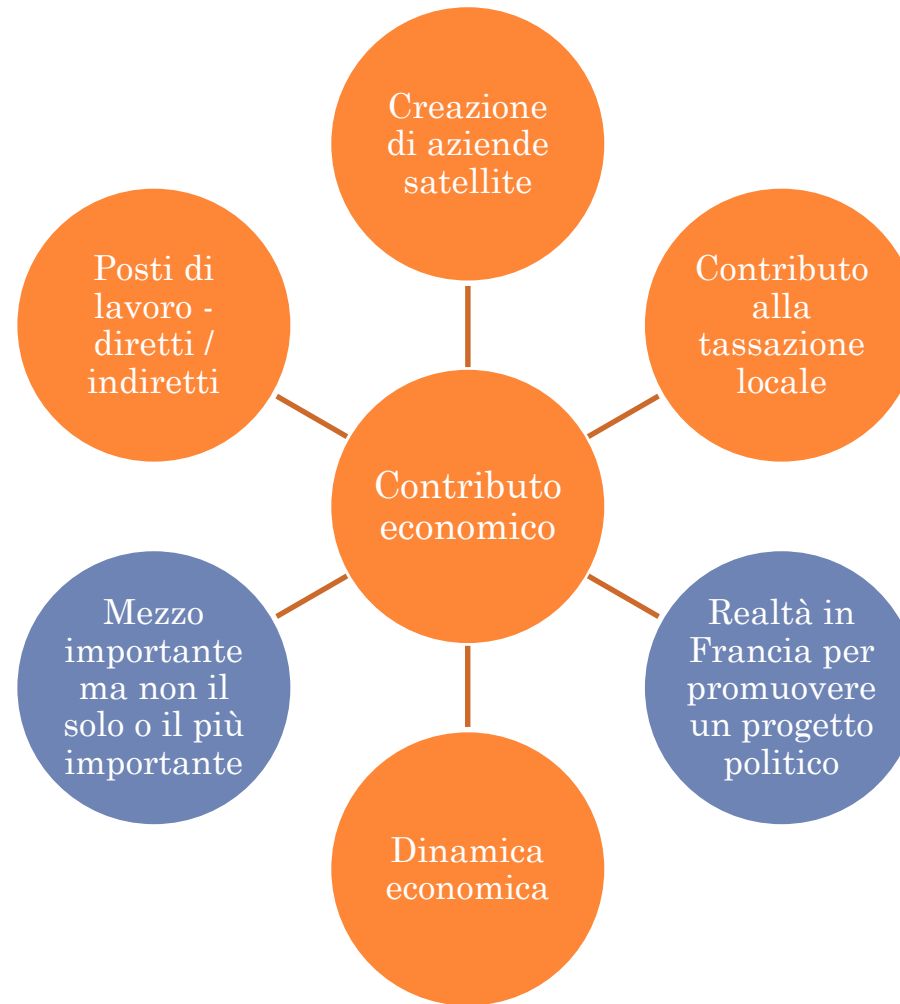 Creazione
di aziende
satellite
Posti di
lavoro -
diretti /
indiretti
Contributo
alla
tassazione
locale
Contributo
economico
Mezzo
importante
ma non il
solo o il più
importante
Realtà in
Francia per
promuovere
un progetto
politico
Dinamica
economica